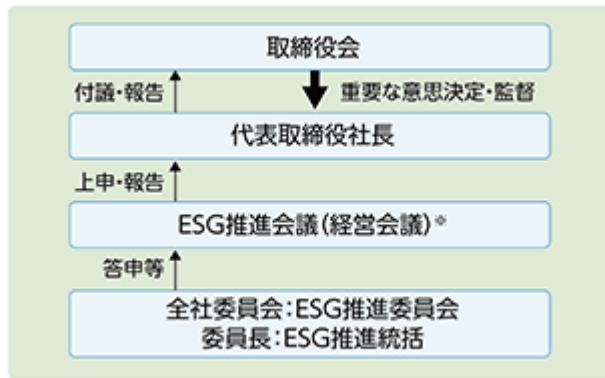 取締役会
付議・報告
重要な意思決定・監督
代表取締役社長
上申・報告
ESG推進会議(経営会議)※
答申等
全社委員会:ESG推進委員会
委員長:ESG推進統括